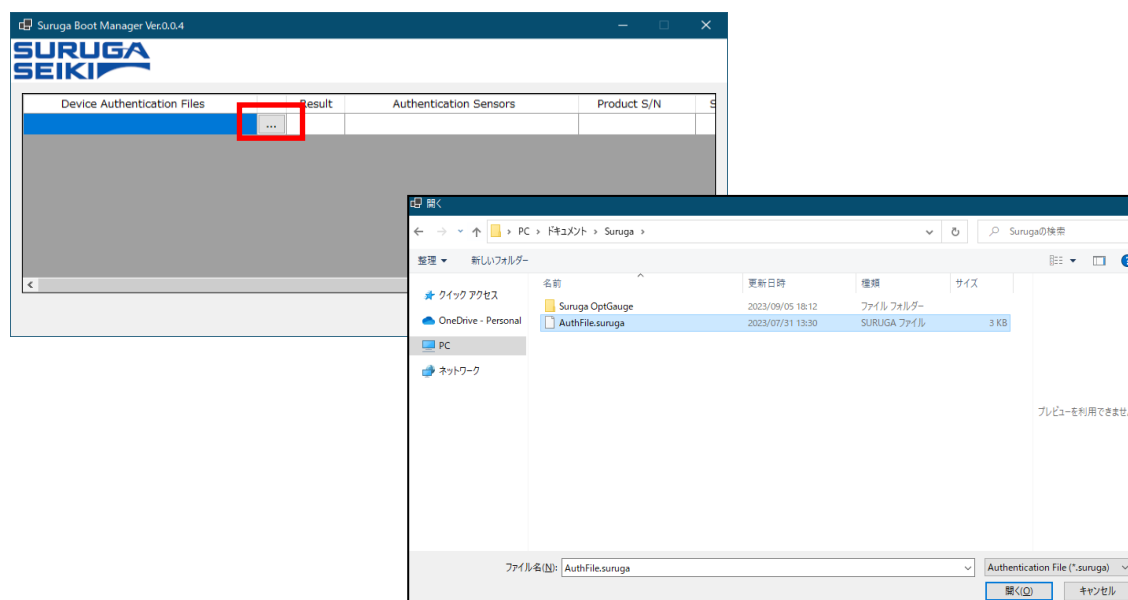 Suruga Boot Manager Ver.0.0.4
SURUGA
SEIKI
Device Authentication Files Result Authentication Sensors Product S/N
...
開く
PC › ドキュメント › Suruga ›
Surugaの検索
整理 新しいフォルダー
名前 更新日時 種類 サイズ
クイック アクセス
Suruga OptGauge 2023/09/05 18:12 ファイル フォルダー
OneDrive - Personal
AuthFile.suruga 2023/07/31 13:30 SURUGA ファイル 3 KB
PC
ネットワーク
プレビューを利用できませ
ファイル名(N): AuthFile.suruga Authentication File (*.suruga)
開く(O) キャンセル